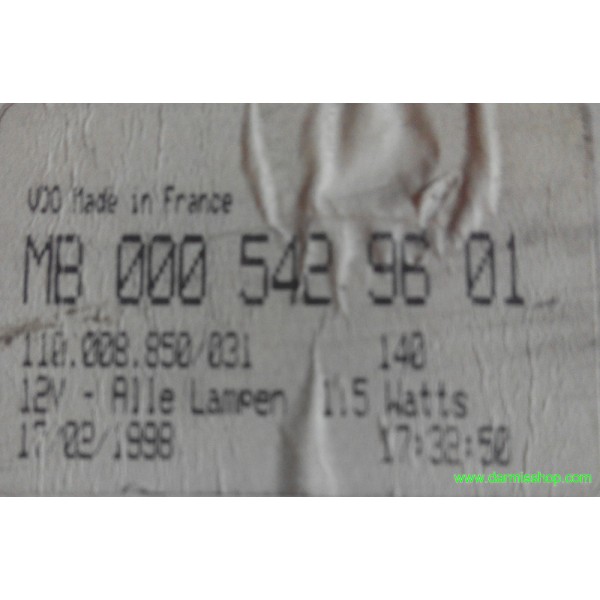 VDO Made in France
MB 000 542 96 01
110.008.850/031 140
12V - Alle Lampen 1.5 Watts
17/02/1998 17:32:50
www.darmisshop.com